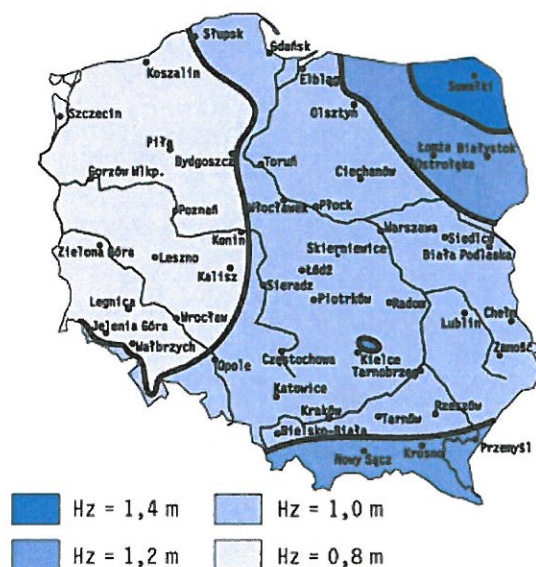 Słupsk
Gdańsk
Koszalin
Elbląg
Suwałki
Szczecin
Olsztyn
Piła
Bydgoszcz
Łomża Białystok
Ostrołęka
Toruń
Gorzów Wlkp.
Ciechanów
Włocławek
Płock
Poznań
Warszawa
Konin
Siedlce
Zielona Góra
Skierniewice
Biała Podlaska
Leszno
Łódź
Kalisz
Sieradz
Legnica
Piotrków
Radom
Wrocław
Lublin
Chełm
Jelenia Góra
Wałbrzych
Opole
Częstochowa
Kielce
Zamość
Tarnobrzeg
Katowice
Kraków
Tarnów
Rzeszów
Bielsko-Biała
Przemyśl
Nowy Sącz
Krosno
Hz = 1,4 m
Hz = 1,0 m
Hz = 1,2 m
Hz = 0,8 m